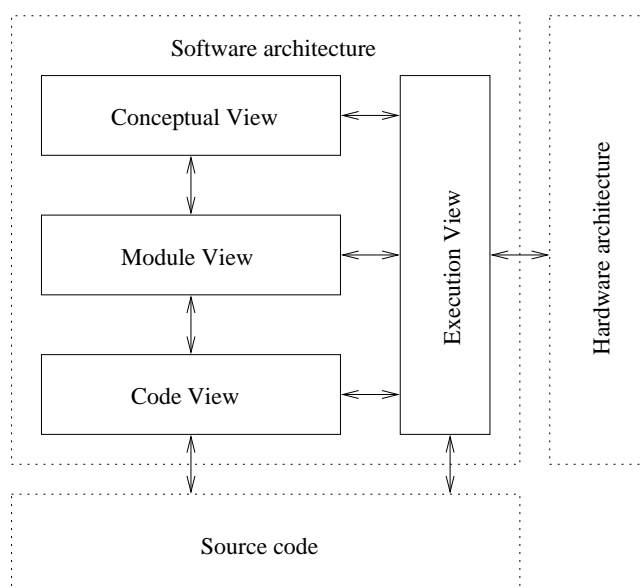 Software architecture
Conceptual View
Module View
Code View
Execution View
Hardware architecture
Source code